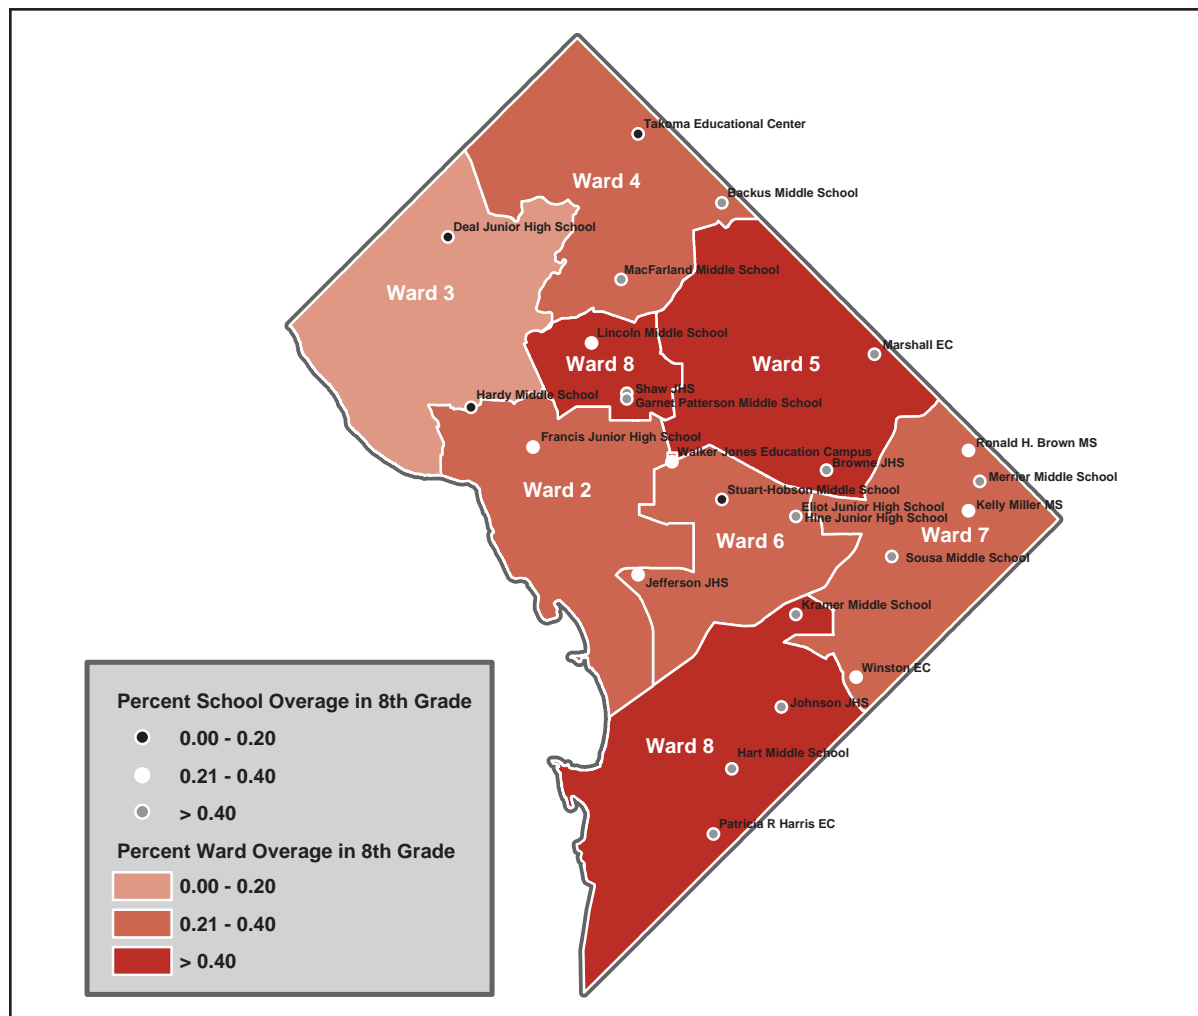 Takoma Educational Center
Ward 4
Backus Middle School
Deal Junior High School
MacFarland Middle School
Ward 3
Lincoln Middle School
Marshall EC
Ward 8
Ward 5
Shaw JHS
Hardy Middle School
Garnet Patterson Middle School
Francis Junior High School
Ronald H. Brown MS
Walker Jones Education Campus
Browne JHS
Merrier Middle School
Ward 2
Stuart-Hobson Middle School
Eliot Junior High School
Kelly Miller MS
Hine Junior High School
Ward 7
Ward 6
Sousa Middle School
Jefferson JHS
Kramer Middle School
Winston EC
Johnson JHS
Ward 8
Hart Middle School
Patricia R Harris EC
Percent School Overage in 8th Grade
0.00 - 0.20
0.21 - 0.40
> 0.40
Percent Ward Overage in 8th Grade
0.00 - 0.20
0.21 - 0.40
> 0.40